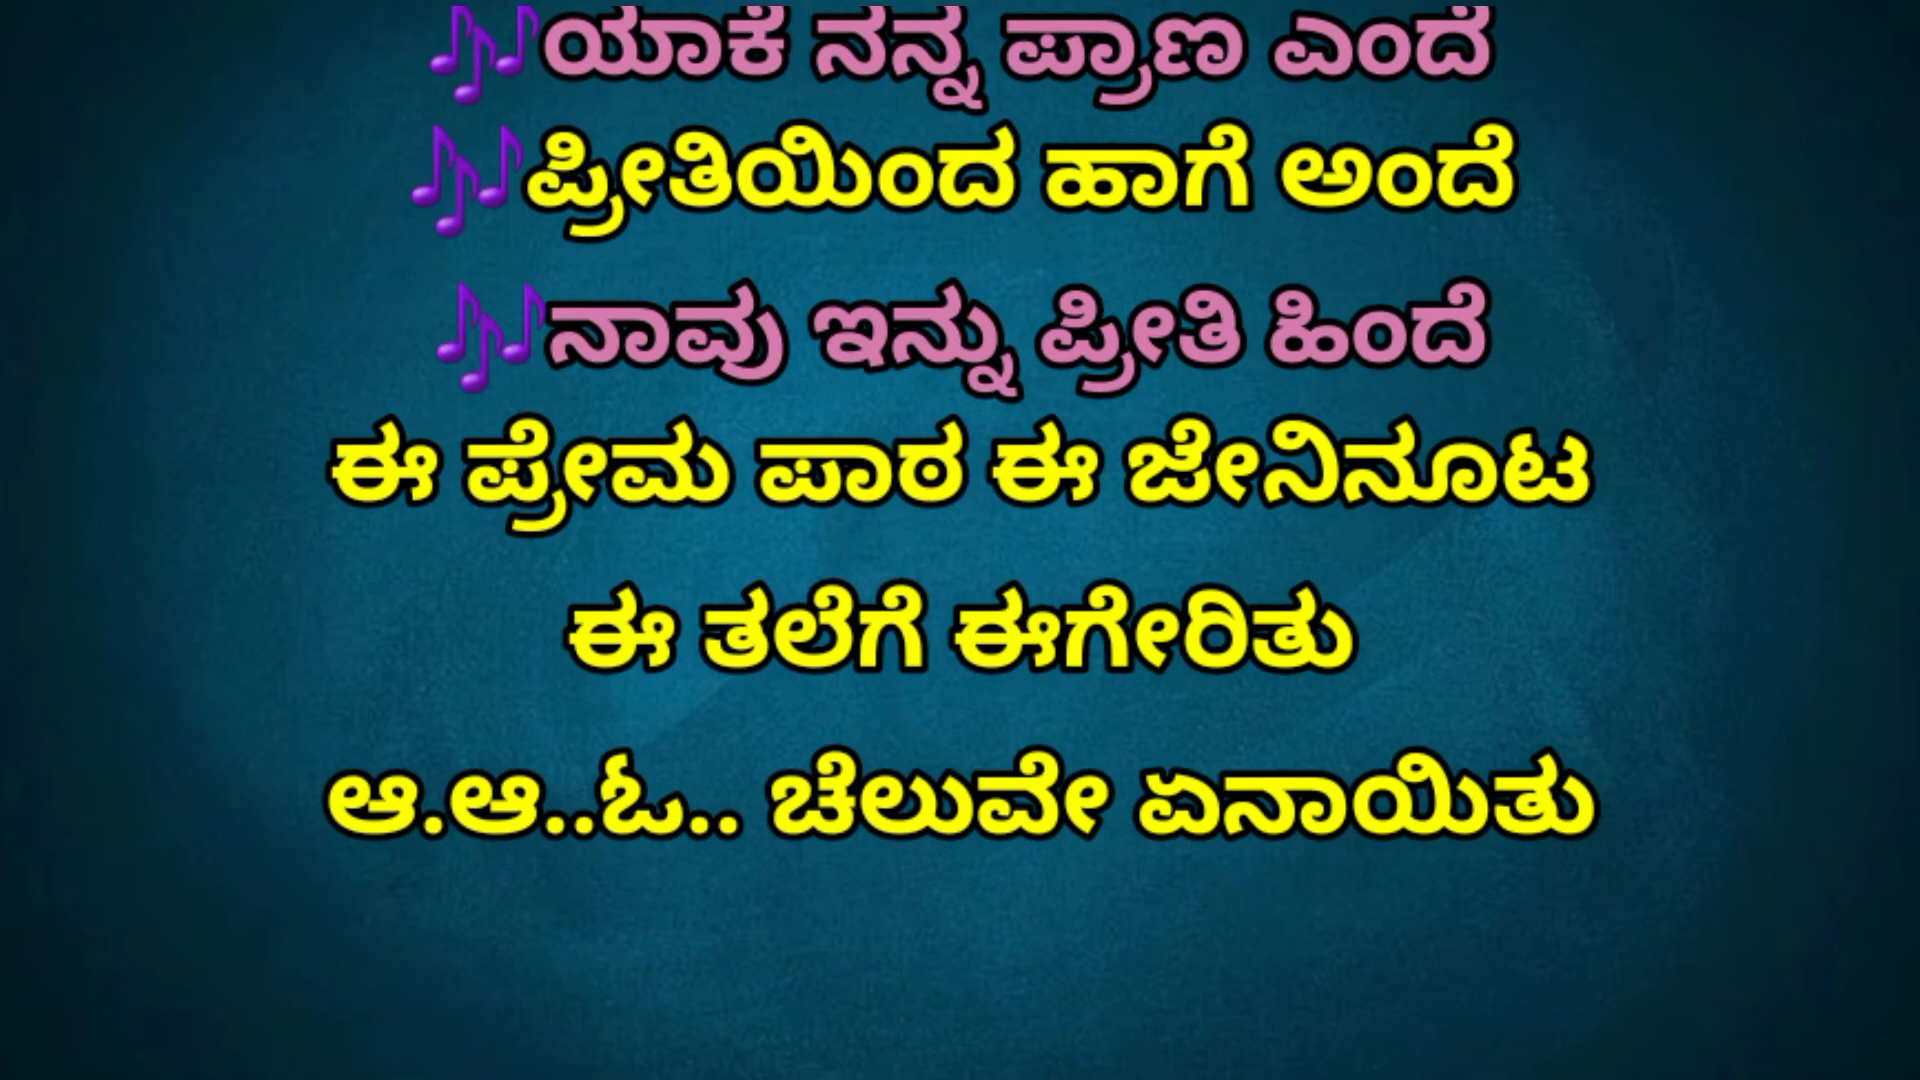 🎶ಯಾಕೆ ನನ್ನ ಪ್ರಾಣ ಎಂದೆ
🎶ಪ್ರೀತಿಯಿಂದ ಹಾಗೆ ಅಂದೆ
🎶ನಾವು ಇನ್ನು ಪ್ರೀತಿ ಹಿಂದೆ
ಈ ಪ್ರೇಮ ಪಾಠ ಈ ಜೇನಿನೂಟ
ಈ ತಲೆಗೆ ಈಗೇರಿತು
ಆ.ಆ..ಓ.. ಚೆಲುವೇ ಏನಾಯಿತು